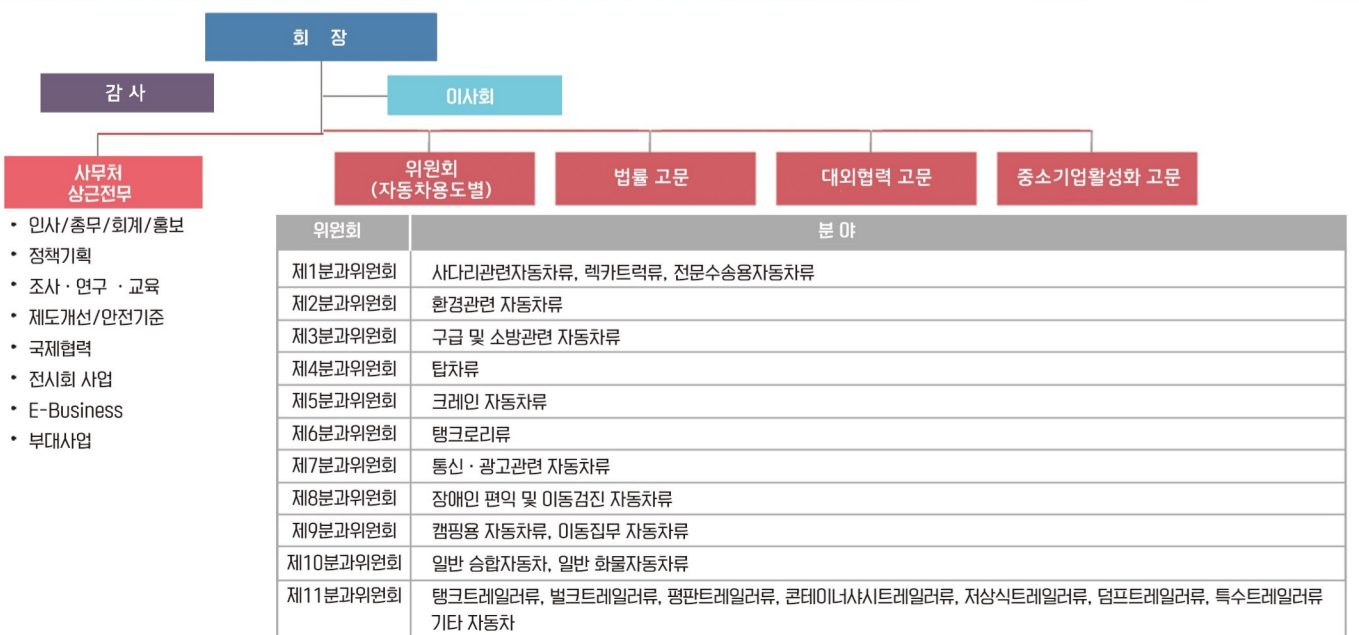 회 장
감 사
이사회
사무처
상근전무
위원회
(자동차용도별)
법률 고문
대외협력 고문
중소기업활성화 고문
• 인사/총무/회계/홍보
• 정책기획
• 조사 · 연구 · 교육
• 제도개선/안전기준
• 국제협력
• 전시회 사업
• E-Business
• 부대사업
위원회 분 야
제1분과위원회 사다리관련자동차류, 렉카트럭류, 전문수송용자동차류
제2분과위원회 환경관련 자동차류
제3분과위원회 구급 및 소방관련 자동차류
제4분과위원회 탑차류
제5분과위원회 크레인 자동차류
제6분과위원회 탱크로리류
제7분과위원회 통신 · 광고관련 자동차류
제8분과위원회 장애인 편익 및 이동검진 자동차류
제9분과위원회 캠핑용 자동차류, 이동집무 자동차류
제10분과위원회 일반 승합자동차, 일반 화물자동차류
제11분과위원회 탱크트레일러류, 벌크트레일러류, 평판트레일러류, 콘테이너샤시트레일러류, 저상식트레일러류, 덤프트레일러류, 특수트레일러류
기타 자동차